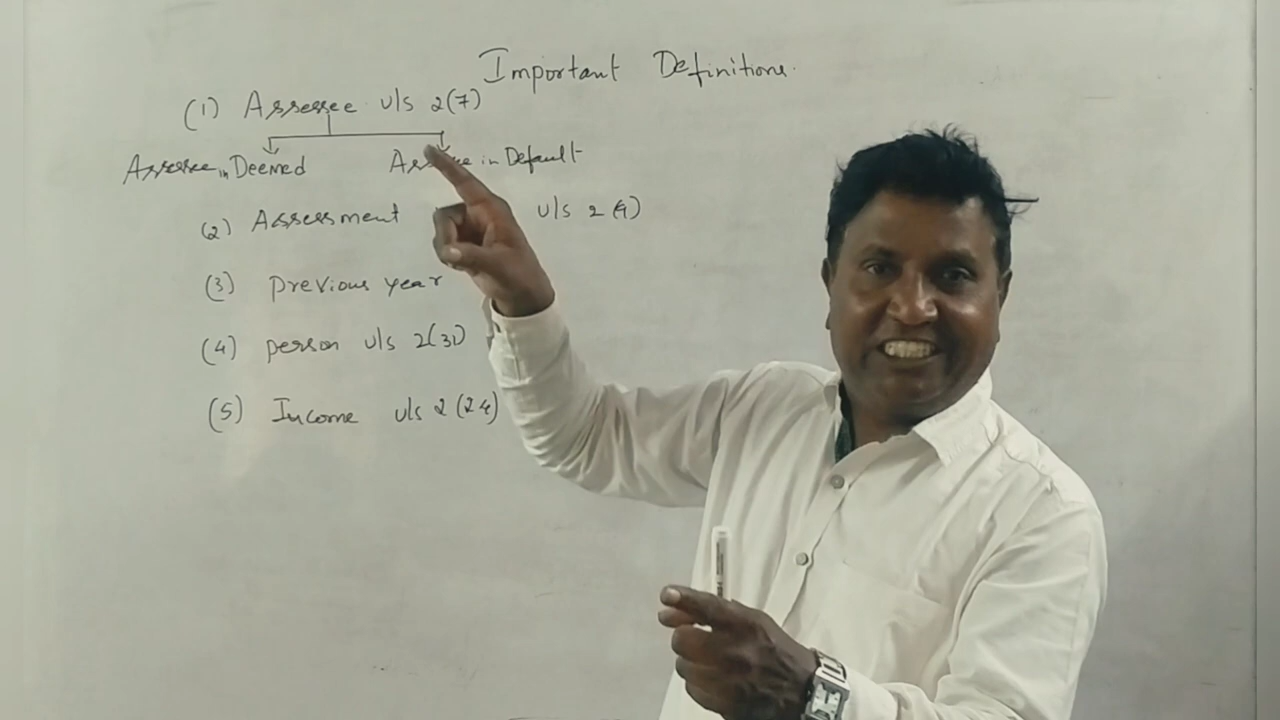 Important Definitions.
(1) Assessee u/s 2(7)
Assessee in Deemed
in Default
(2) Assessment u/s 2(9)
(3) Previous year
(4) person u/s 2(31)
(5) Income u/s 2(24)